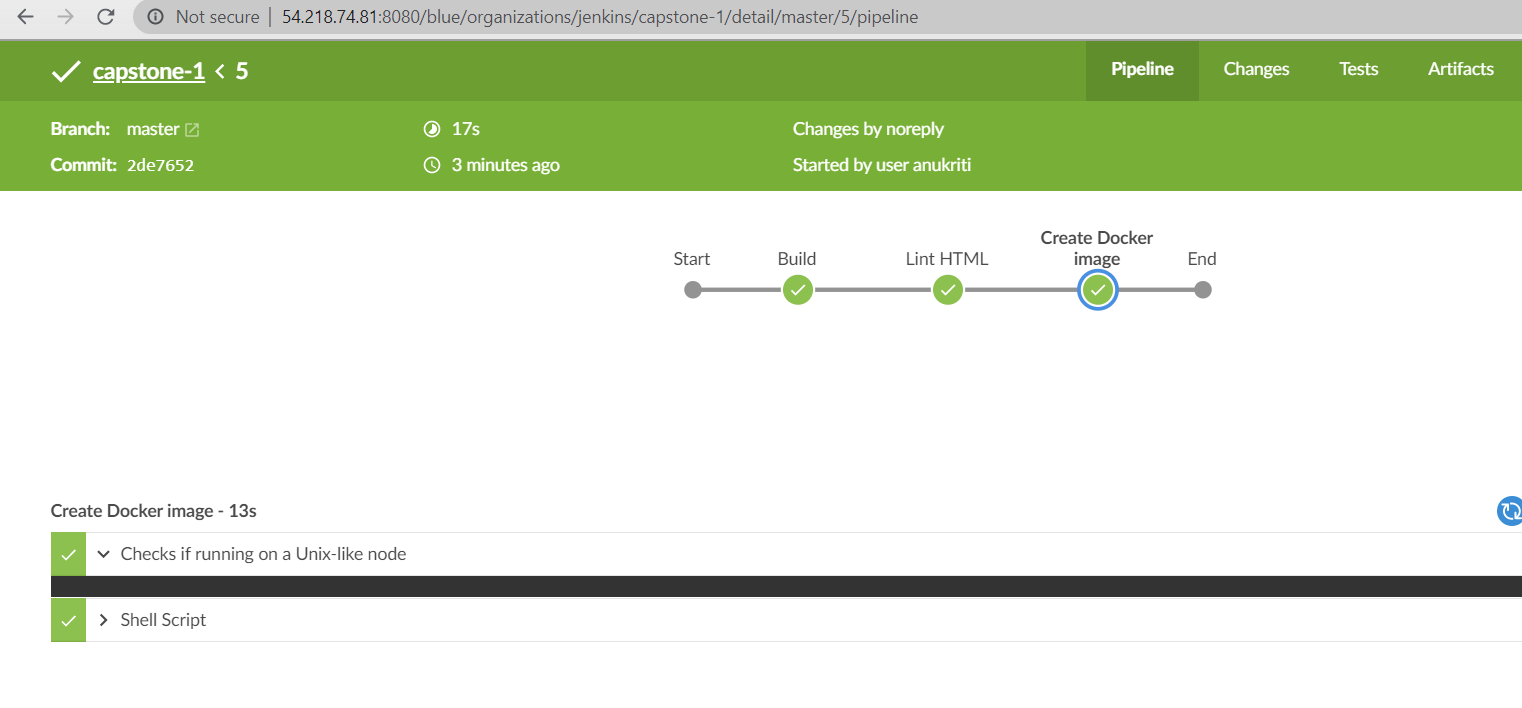 Not secure | 54.218.74.81:8080/blue/organizations/jenkins/capstone-1/detail/master/5/pipeline
capstone-1 < 5
Pipeline Changes Tests Artifacts
Branch: master 17s Changes by noreply
Commit: 2de7652 3 minutes ago Started by user anukriti
Start Build Lint HTML Create Docker image End
Create Docker image - 13s
Checks if running on a Unix-like node
Shell Script